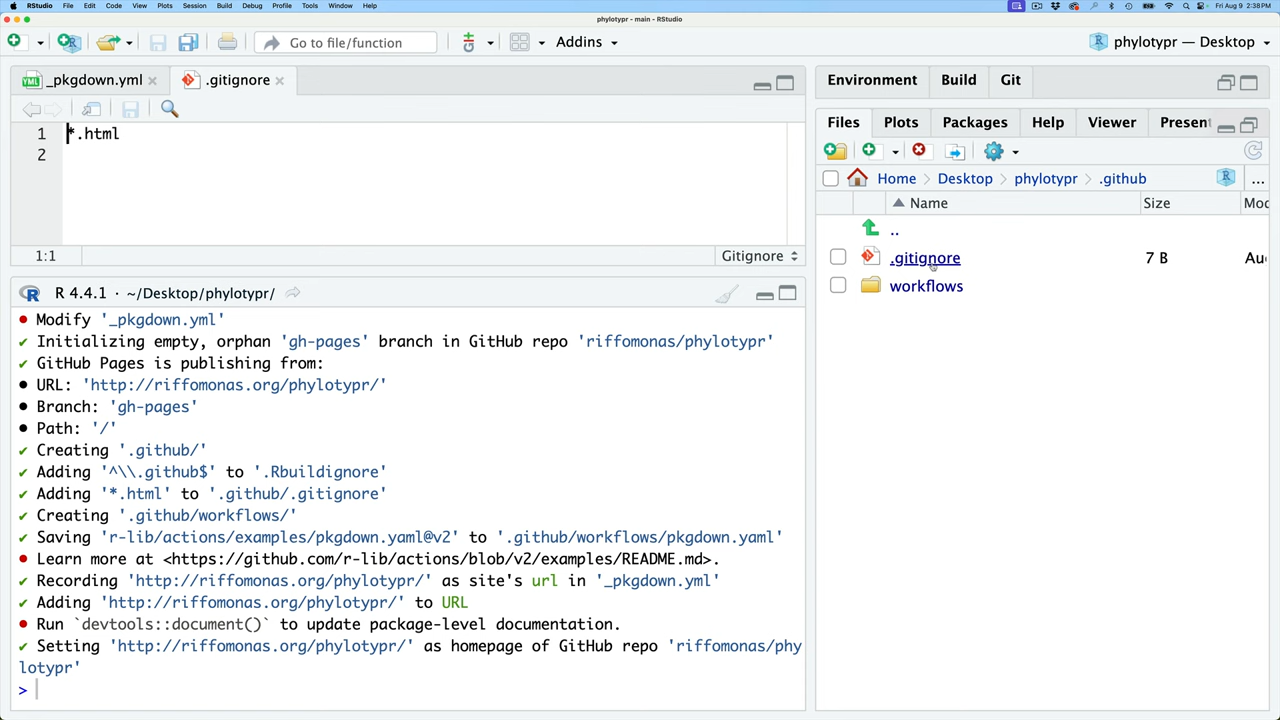 RStudio File Edit Code View Plots Session Build Debug Profile Tools Window Help Fri Aug 9 2:38 PM
phylotypr - main - RStudio
Go to file/function Addins phylotypr — Desktop
_pkgdown.yml .gitignore
1 *.html
2
1:1 Gitignore
R 4.4.1 · ~/Desktop/phylotypr/
● Modify '_pkgdown.yml'
✔ Initializing empty, orphan 'gh-pages' branch in GitHub repo 'riffomonas/phylotypr'
✔ GitHub Pages is publishing from:
● URL: 'http://riffomonas.org/phylotypr/'
● Branch: 'gh-pages'
● Path: '/'
✔ Creating '.github/'
✔ Adding '^\\.github$' to '.Rbuildignore'
✔ Adding '*.html' to '.github/.gitignore'
✔ Creating '.github/workflows/'
✔ Saving 'r-lib/actions/examples/pkgdown.yaml@v2' to '.github/workflows/pkgdown.yaml'
● Learn more at <https://github.com/r-lib/actions/blob/v2/examples/README.md>.
✔ Recording 'http://riffomonas.org/phylotypr/' as site's url in '_pkgdown.yml'
✔ Adding 'http://riffomonas.org/phylotypr/' to URL
● Run `devtools::document()` to update package-level documentation.
✔ Setting 'http://riffomonas.org/phylotypr/' as homepage of GitHub repo 'riffomonas/phy
lotypr'
>
Environment Build Git
Files Plots Packages Help Viewer Present
Home Desktop phylotypr .github ...
Name Size Mod
..
.gitignore 7 B Au
workflows